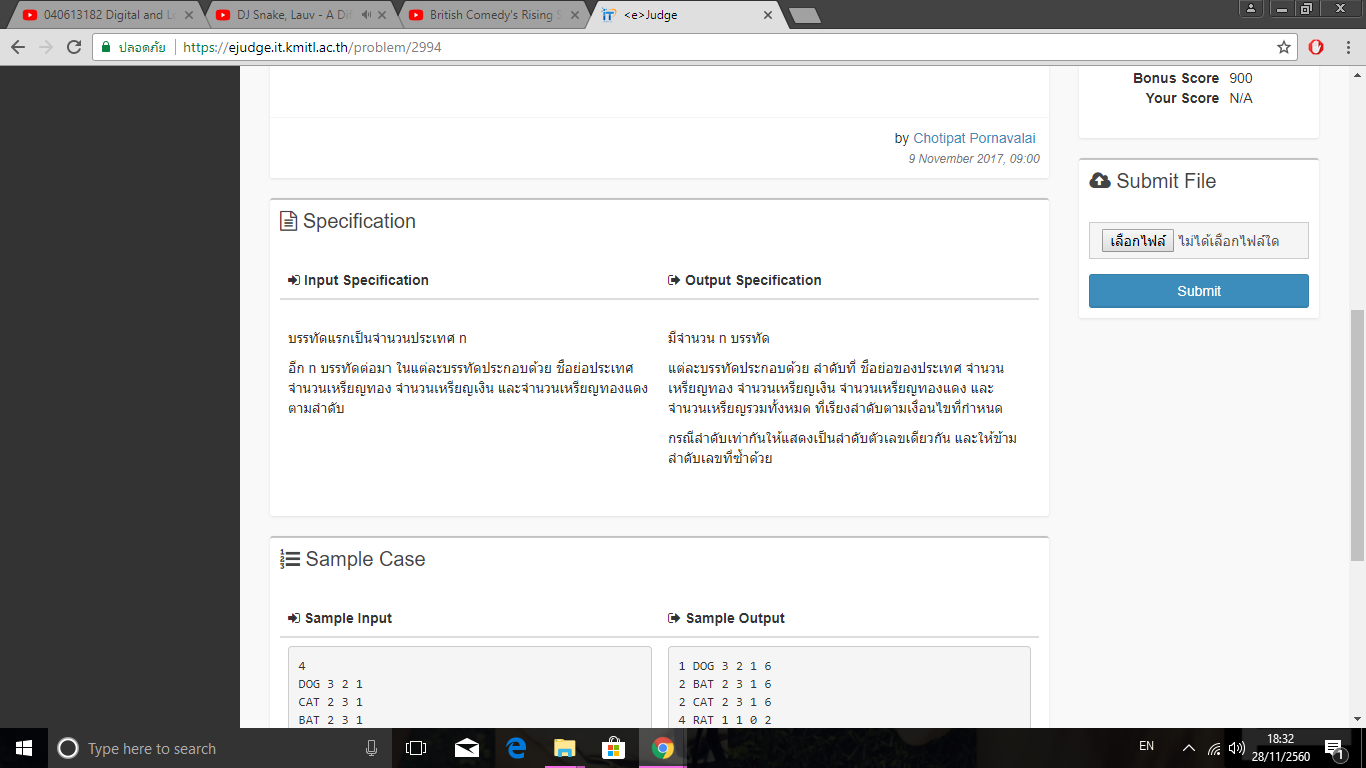 040613182 Digital and L
DJ Snake, Lauv - A Dif
British Comedy's Rising S
<e>Judge
ปลอดภัย
https://ejudge.it.kmitl.ac.th/problem/2994
Bonus Score 900
Your Score N/A
by Chotipat Pornavalai
9 November 2017, 09:00
Submit File
เลือกไฟล์ ไม่ได้เลือกไฟล์ใด
Submit
Specification
Input Specification
Output Specification
บรรทัดแรกเป็นจำนวนประเทศ n
อีก n บรรทัดต่อมา ในแต่ละบรรทัดประกอบด้วย ชื่อย่อประเทศ
จำนวนเหรียญทอง จำนวนเหรียญเงิน และจำนวนเหรียญทองแดง
ตามลำดับ
มีจำนวน n บรรทัด
แต่ละบรรทัดประกอบด้วย ลำดับที่ ชื่อย่อของประเทศ จำนวน
เหรียญทอง จำนวนเหรียญเงิน จำนวนเหรียญทองแดง และ
จำนวนเหรียญรวมทั้งหมด ที่เรียงลำดับตามเงื่อนไขที่กำหนด
กรณีลำดับเท่ากันให้แสดงเป็นลำดับตัวเลขเดียวกัน และให้ข้าม
ลำดับเลขที่ซ้ำด้วย
Sample Case
Sample Input
Sample Output
4
DOG 3 2 1
CAT 2 3 1
BAT 2 3 1
1 DOG 3 2 1 6
2 BAT 2 3 1 6
2 CAT 2 3 1 6
4 RAT 1 1 0 2
Type here to search
EN
18:32
28/11/2560
1